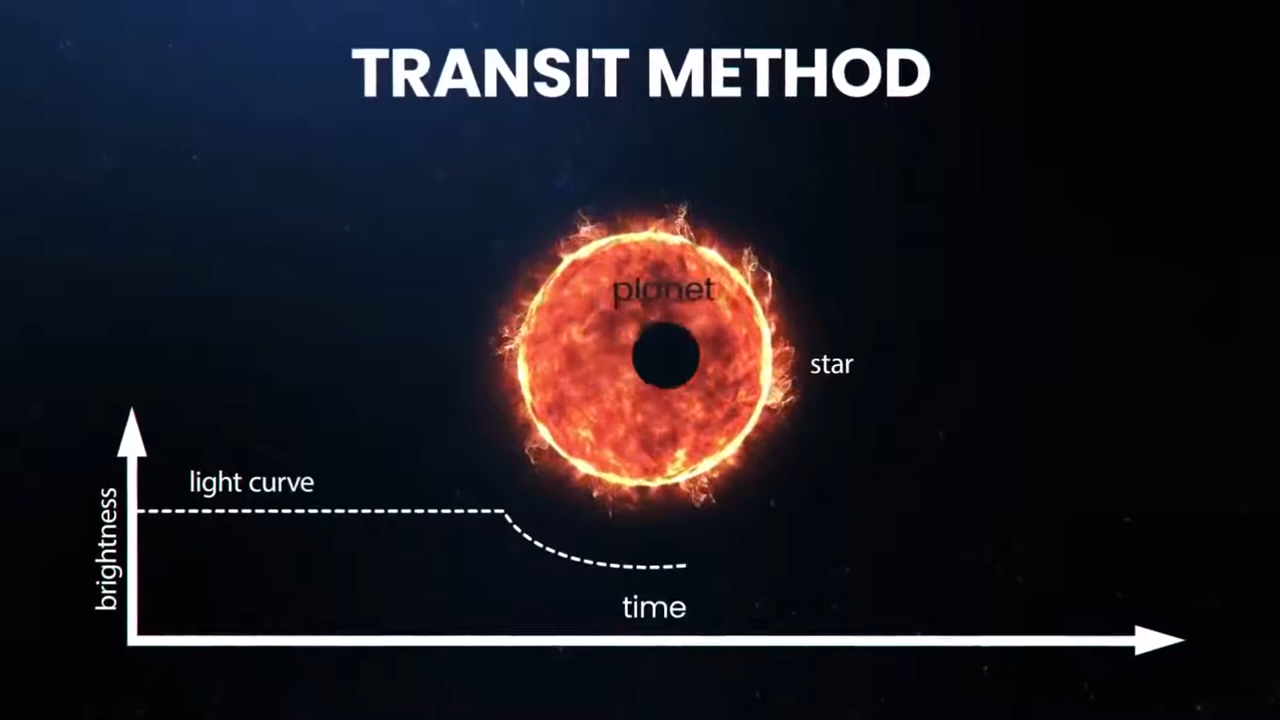 TRANSIT METHOD
planet
star
light curve
brightness
time